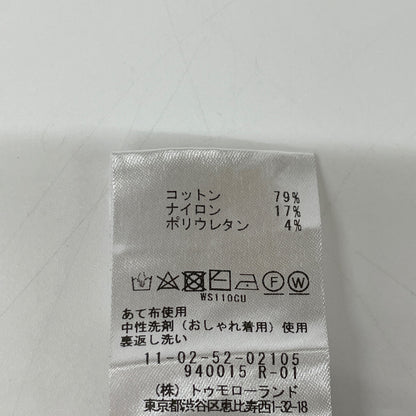 コットン 79%
ナイロン 17%
ポリウレタン 4%
WS110GU
あて布使用
中性洗剤(おしゃれ着用)使用
裏返し洗い
11-02-52-02105
940015 R-01
(株) トゥモローランド
東京都渋谷区恵比寿西1-32-18